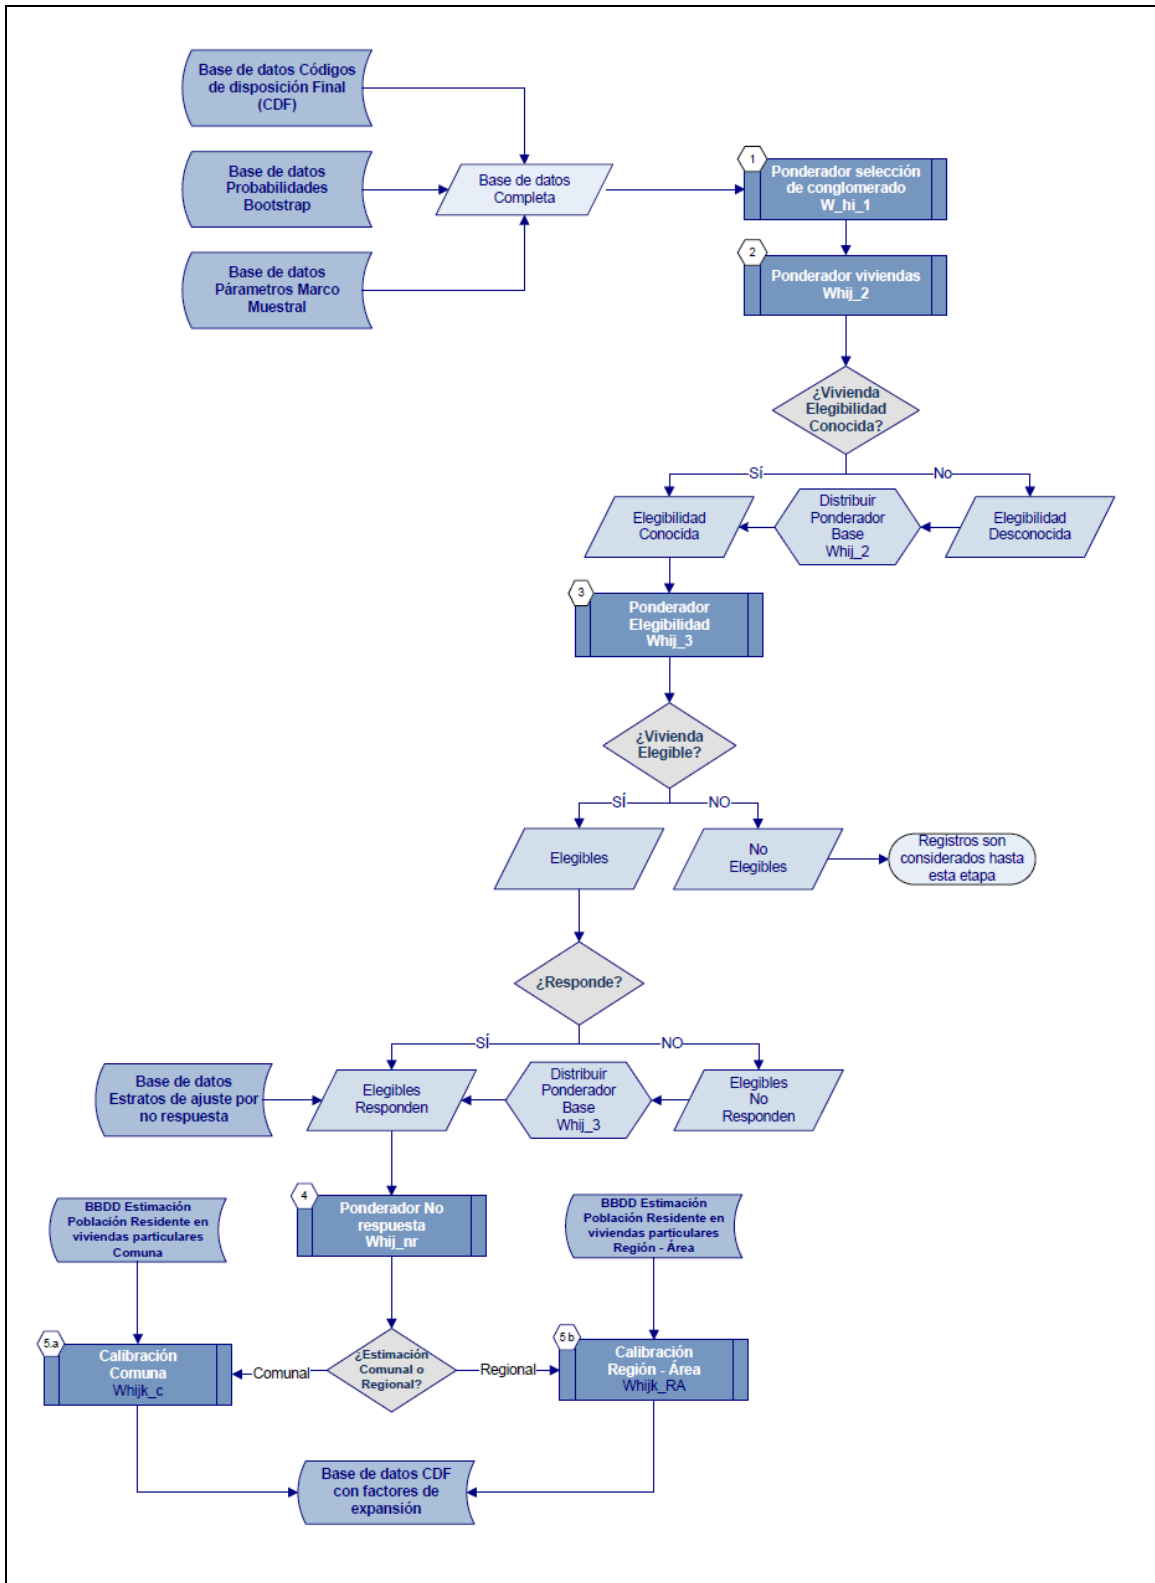 Base de datos Códigos
de disposición Final
(CDF)
Base de datos
Probabilidades
Bootstrap
Base de datos
Párametros Marco
Muestral
Base de datos
Completa
1
Ponderador selección
de conglomerado
W_hi_1
2
Ponderador viviendas
Whij_2
¿Vivienda
Elegibilidad
Conocida?
Sí
No
Elegibilidad
Conocida
Distribuir
Ponderador
Base
Whij_2
Elegibilidad
Desconocida
3
Ponderador
Elegibilidad
Whij_3
¿Vivienda
Elegible?
SÍ
NO
Elegibles
No
Elegibles
Registros son
considerados hasta
esta etapa
¿Responde?
SÍ
NO
Base de datos
Estratos de ajuste por
no respuesta
Elegibles
Responden
Distribuir
Ponderador
Base
Whij_3
Elegibles
No
Responden
BBDD Estimación
Población Residente en
viviendas particulares
Comuna
4
Ponderador No
respuesta
Whij_nr
BBDD Estimación
Población Residente en
viviendas particulares
Región - Área
5.a
Calibración
Comuna
Whijk_c
Comunal
¿Estimación
Comunal o
Regional?
Regional
5 b
Calibración
Región - Área
Whijk_RA
Base de datos CDF
con factores de
expansión